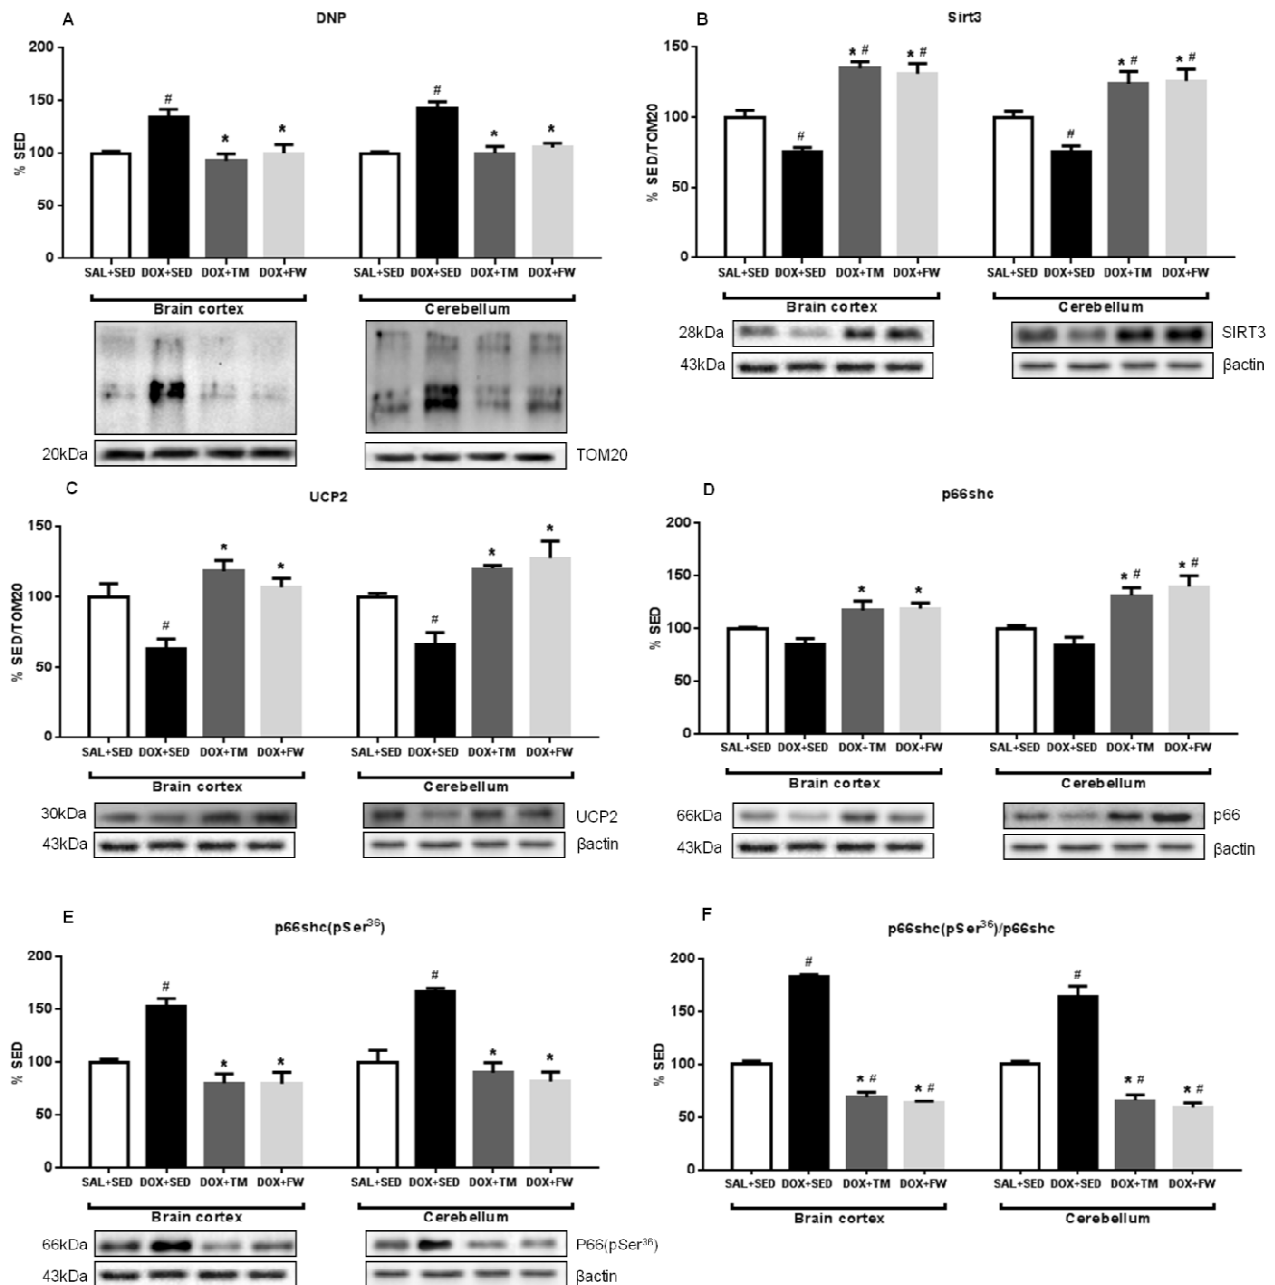 A
DNP
% SED
200
150
100
50
0
#
*
*
#
*
*
SAL+SED DOX+SED DOX+TM DOX+FW
SAL+SED DOX+SED DOX+TM DOX+FW
Brain cortex
Cerebellum
20kDa
TOM20
B
Sirt3
% SED/TOM20
150
100
50
0
#
* #
* #
#
* #
* #
SAL+SED DOX+SED DOX+TM DOX+FW
SAL+SED DOX+SED DOX+TM DOX+FW
Brain cortex
Cerebellum
28kDa
SIRT3
43kDa
βactin
C
UCP2
% SED/TOM20
150
100
50
0
#
*
*
#
*
*
SAL+SED DOX+SED DOX+TM DOX+FW
SAL+SED DOX+SED DOX+TM DOX+FW
Brain cortex
Cerebellum
30kDa
UCP2
43kDa
βactin
D
p66shc
% SED
200
150
100
50
0
*
*
* #
* #
SAL+SED DOX+SED DOX+TM DOX+FW
SAL+SED DOX+SED DOX+TM DOX+FW
Brain cortex
Cerebellum
66kDa
p66
43kDa
βactin
E
p66shc(pSer³⁶)
% SED
200
150
100
50
0
#
*
*
#
*
*
SAL+SED DOX+SED DOX+TM DOX+FW
SAL+SED DOX+SED DOX+TM DOX+FW
Brain cortex
Cerebellum
66kDa
P66(pSer³⁶)
43kDa
βactin
F
p66shc(pSer³⁶)/p66shc
% SED
200
150
100
50
0
#
* #
* #
#
* #
* #
SAL+SED DOX+SED DOX+TM DOX+FW
SAL+SED DOX+SED DOX+TM DOX+FW
Brain cortex
Cerebellum